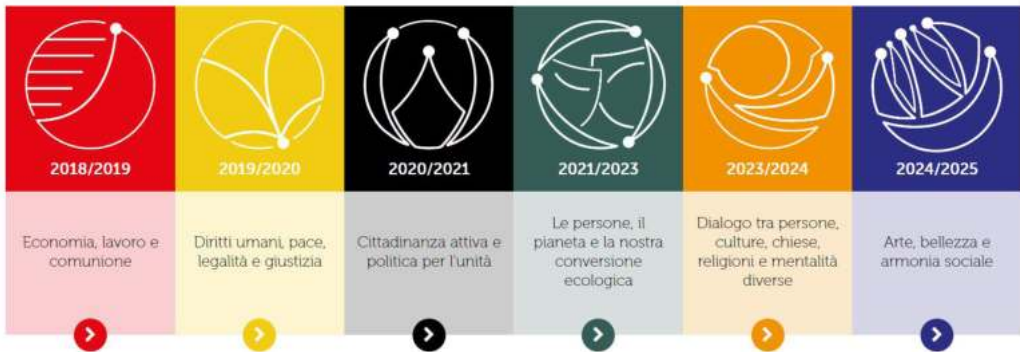 2018/2019
Economia, lavoro e
comunione
2019/2020
Diritti umani, pace,
legalità e giustizia
2020/2021
Cittadinanza attiva e
politica per l'unità
2021/2023
Le persone, il
pianeta e la nostra
conversione
ecologica
2023/2024
Dialogo tra persone,
culture, chiese,
religioni e mentalità
diverse
2024/2025
Arte, bellezza e
armonia sociale